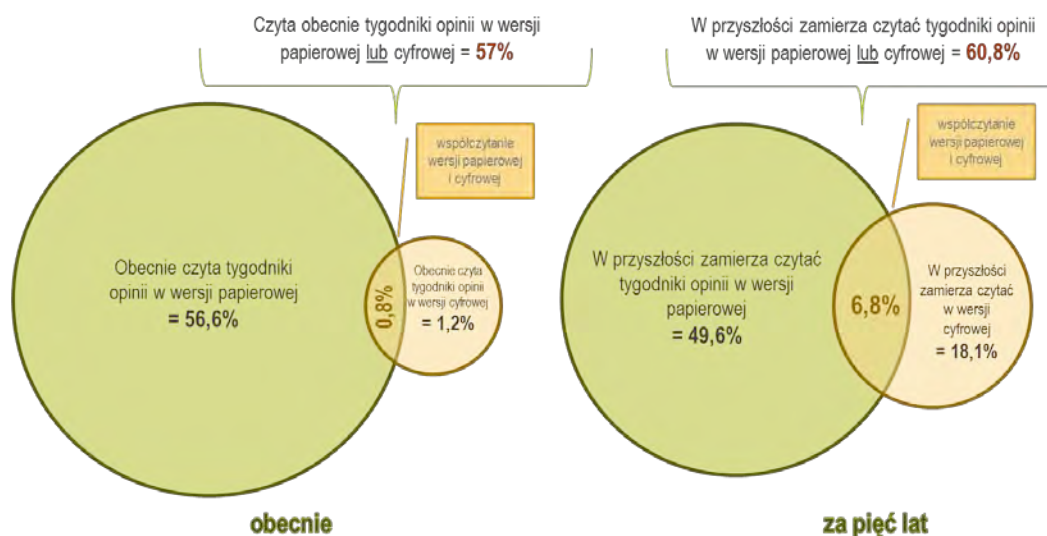 Czyta obecnie tygodniki opinii w wersji
papierowej lub cyfrowej = 57%
współczytanie
wersji papierowej
i cyfrowej
Obecnie czyta tygodniki
opinii w wersji papierowej
= 56,6%
0,8%
Obecnie czyta
tygodniki opinii
w wersji cyfrowej
= 1,2%
obecnie
W przyszłości zamierza czytać tygodniki opinii
w wersji papierowej lub cyfrowej = 60,8%
współczytanie
wersji papierowej
i cyfrowej
W przyszłości zamierza czytać
tygodniki opinii w wersji
papierowej
= 49,6%
6,8%
W przyszłości
zamierza czytać
w wersji
cyfrowej
= 18,1%
za pięć lat